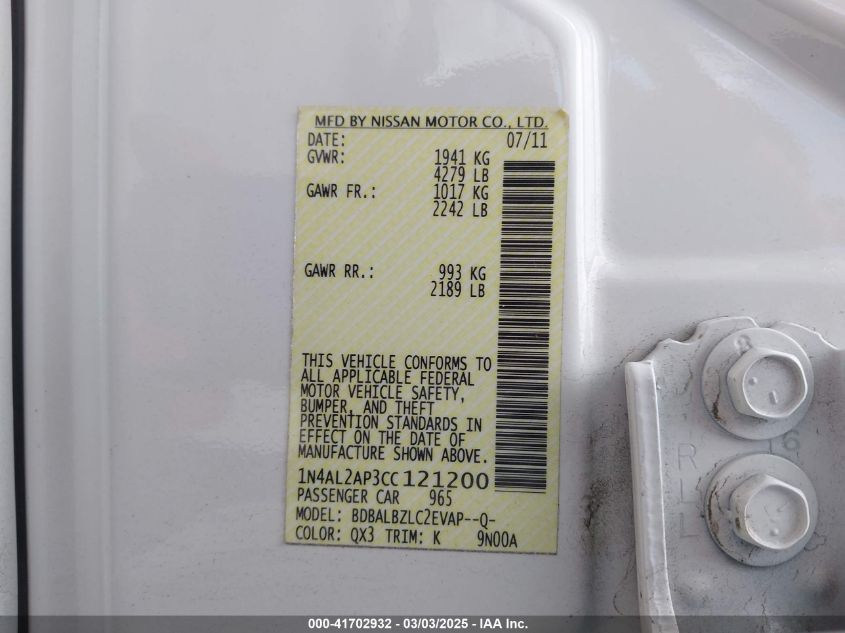 MFD BY NISSAN MOTOR CO., LTD.
DATE: 07/11
GVWR: 1941 KG
4279 LB
GAWR FR.: 1017 KG
2242 LB
GAWR RR.: 993 KG
2189 LB
THIS VEHICLE CONFORMS TO
ALL APPLICABLE FEDERAL
MOTOR VEHICLE SAFETY,
BUMPER, AND THEFT
PREVENTION STANDARDS IN
EFFECT ON THE DATE OF
MANUFACTURE SHOWN ABOVE.
1N4AL2AP3CC121200
PASSENGER CAR 965
MODEL: BDBALBZLC2EVAP--Q-
COLOR: QX3 TRIM: K 9N00A
000-41702932 - 03/03/2025 - IAA Inc.